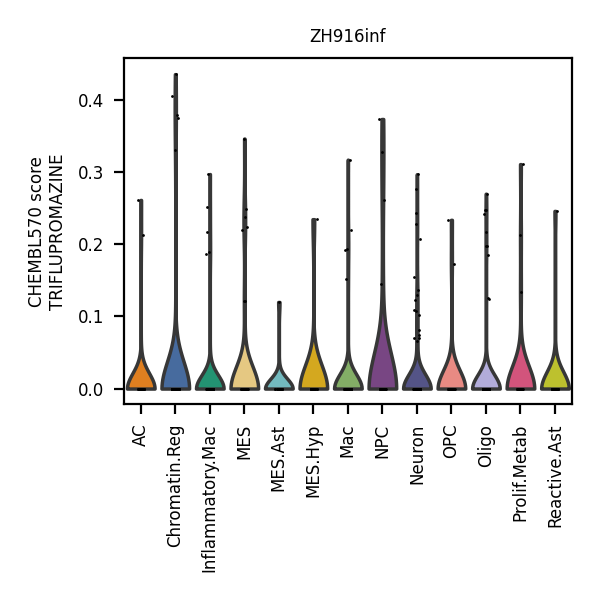 ZH916inf
CHEMBL570 score
TRIFLUPROMAZINE
0.4
0.3
0.2
0.1
0.0
AC
Chromatin.Reg
Inflammatory.Mac
MES
MES.Ast
MES.Hyp
Mac
NPC
Neuron
OPC
Oligo
Prolif.Metab
Reactive.Ast